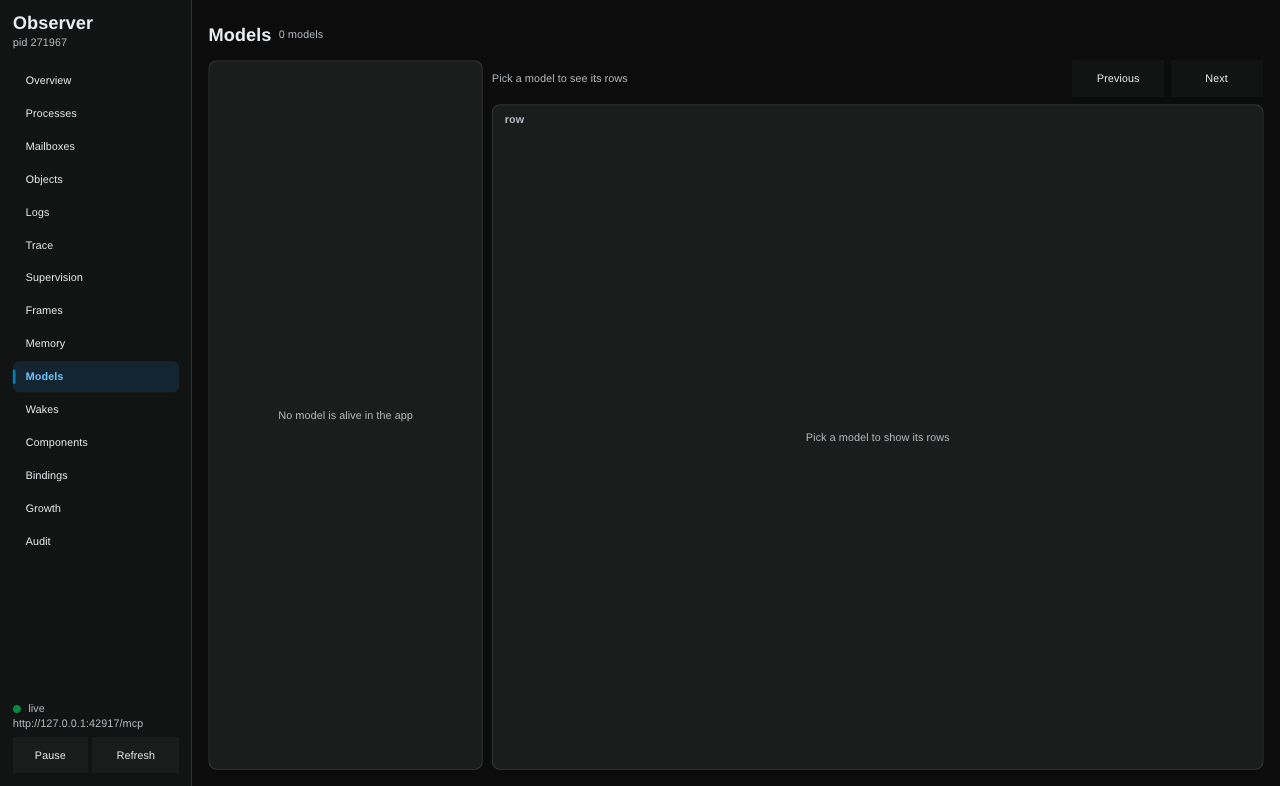 Observer
pid 271967
Overview
Processes
Mailboxes
Objects
Logs
Trace
Supervision
Frames
Memory
Models
Wakes
Components
Bindings
Growth
Audit
live
http://127.0.0.1:42917/mcp
Pause Refresh
Models 0 models
No model is alive in the app
Pick a model to see its rows Previous Next
row
Pick a model to show its rows